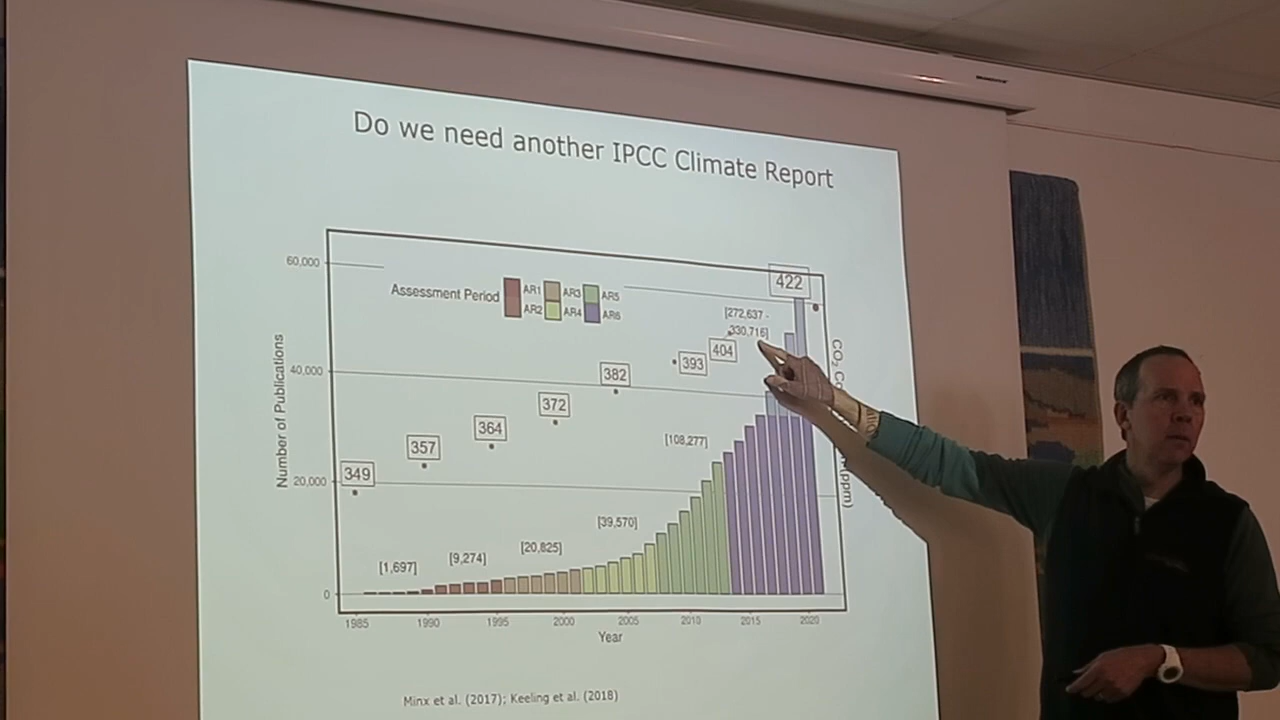 Do we need another IPCC Climate Report
60,000
40,000
20,000
0
Number of Publications
Assessment Period
AR1 AR3 AR5
AR2 AR4 AR6
349
357
364
372
382
393
404
422
[1,697]
[9,274]
[20,825]
[39,570]
[108,277]
[272,637 -
330,716]
CO2
(ppm)
1985 1990 1995 2000 2005 2010 2015 2020
Year
Minx et al. (2017); Keeling et al. (2018)